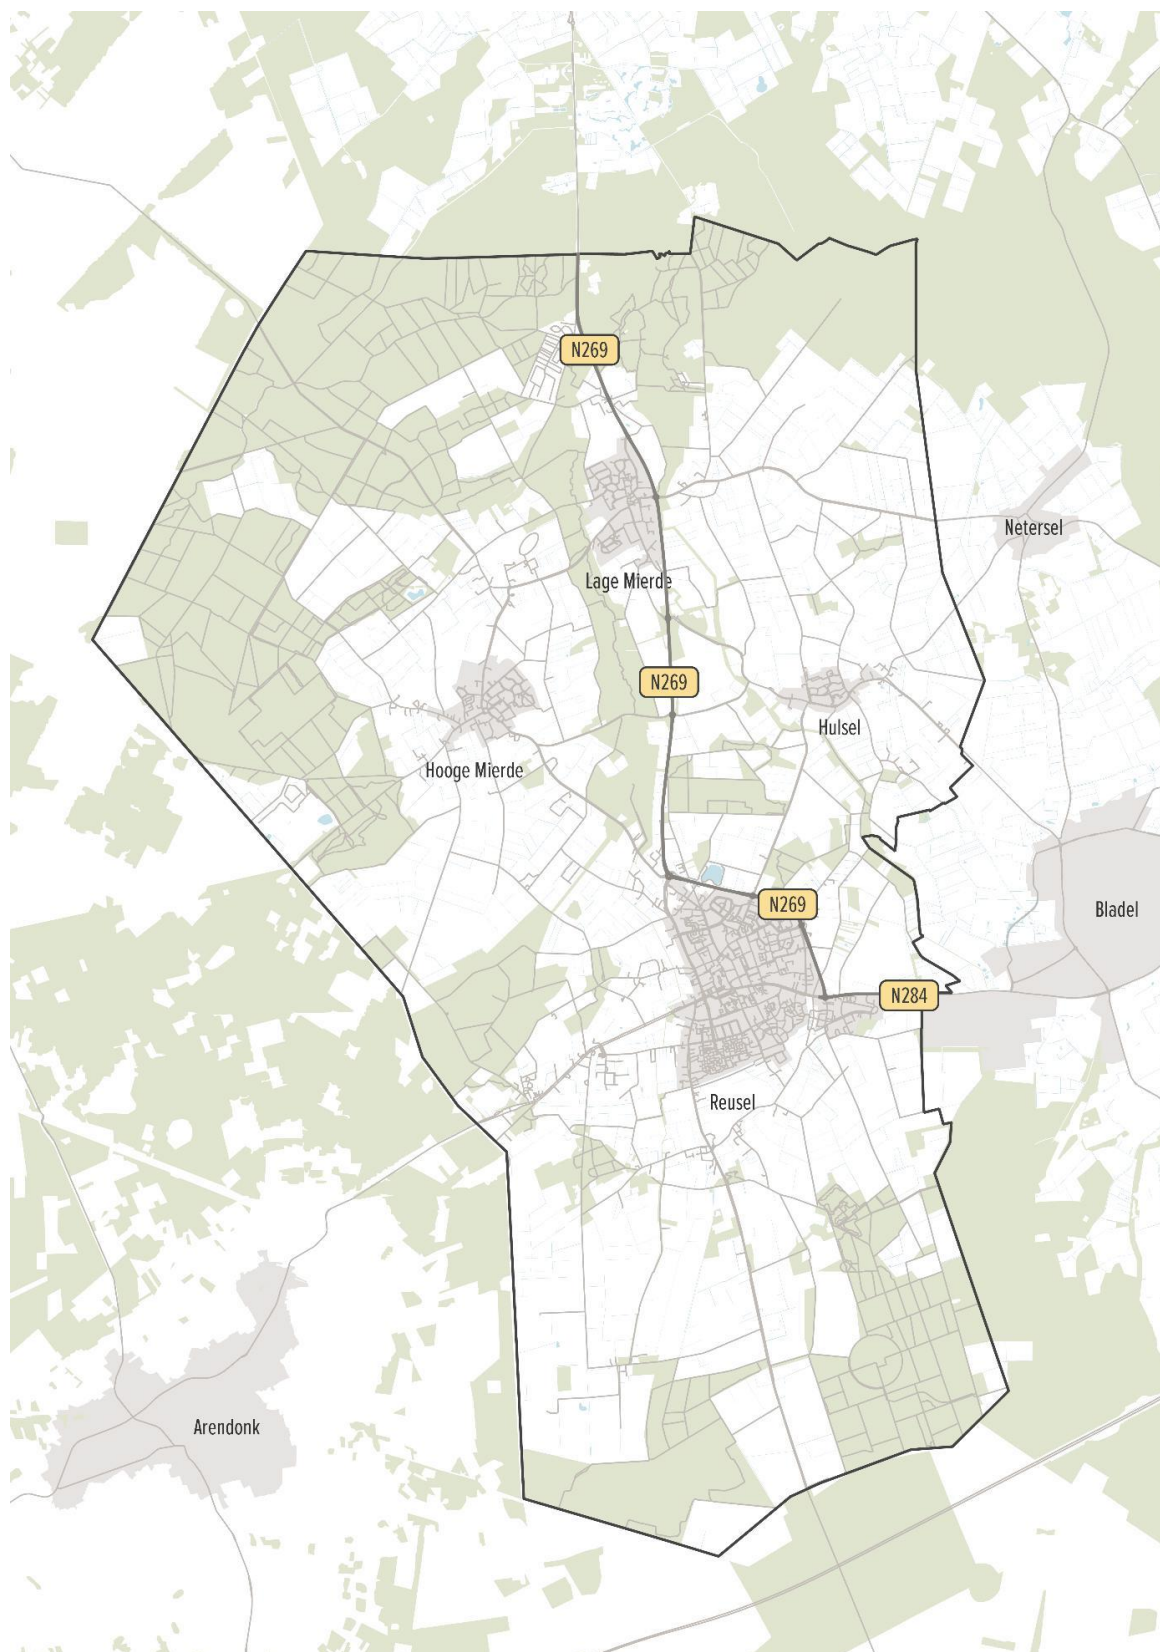 N269
Netersel
Lage Mierde
N269
Hulsel
Hooge Mierde
N269
Bladel
N284
Reusel
Arendonk